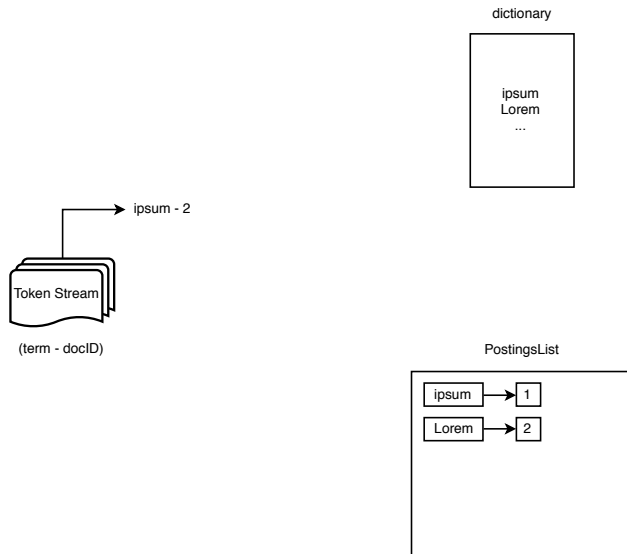 dictionary
ipsum
Lorem
...
ipsum - 2
Token Stream
(term - docID)
PostingsList
ipsum 1
Lorem 2